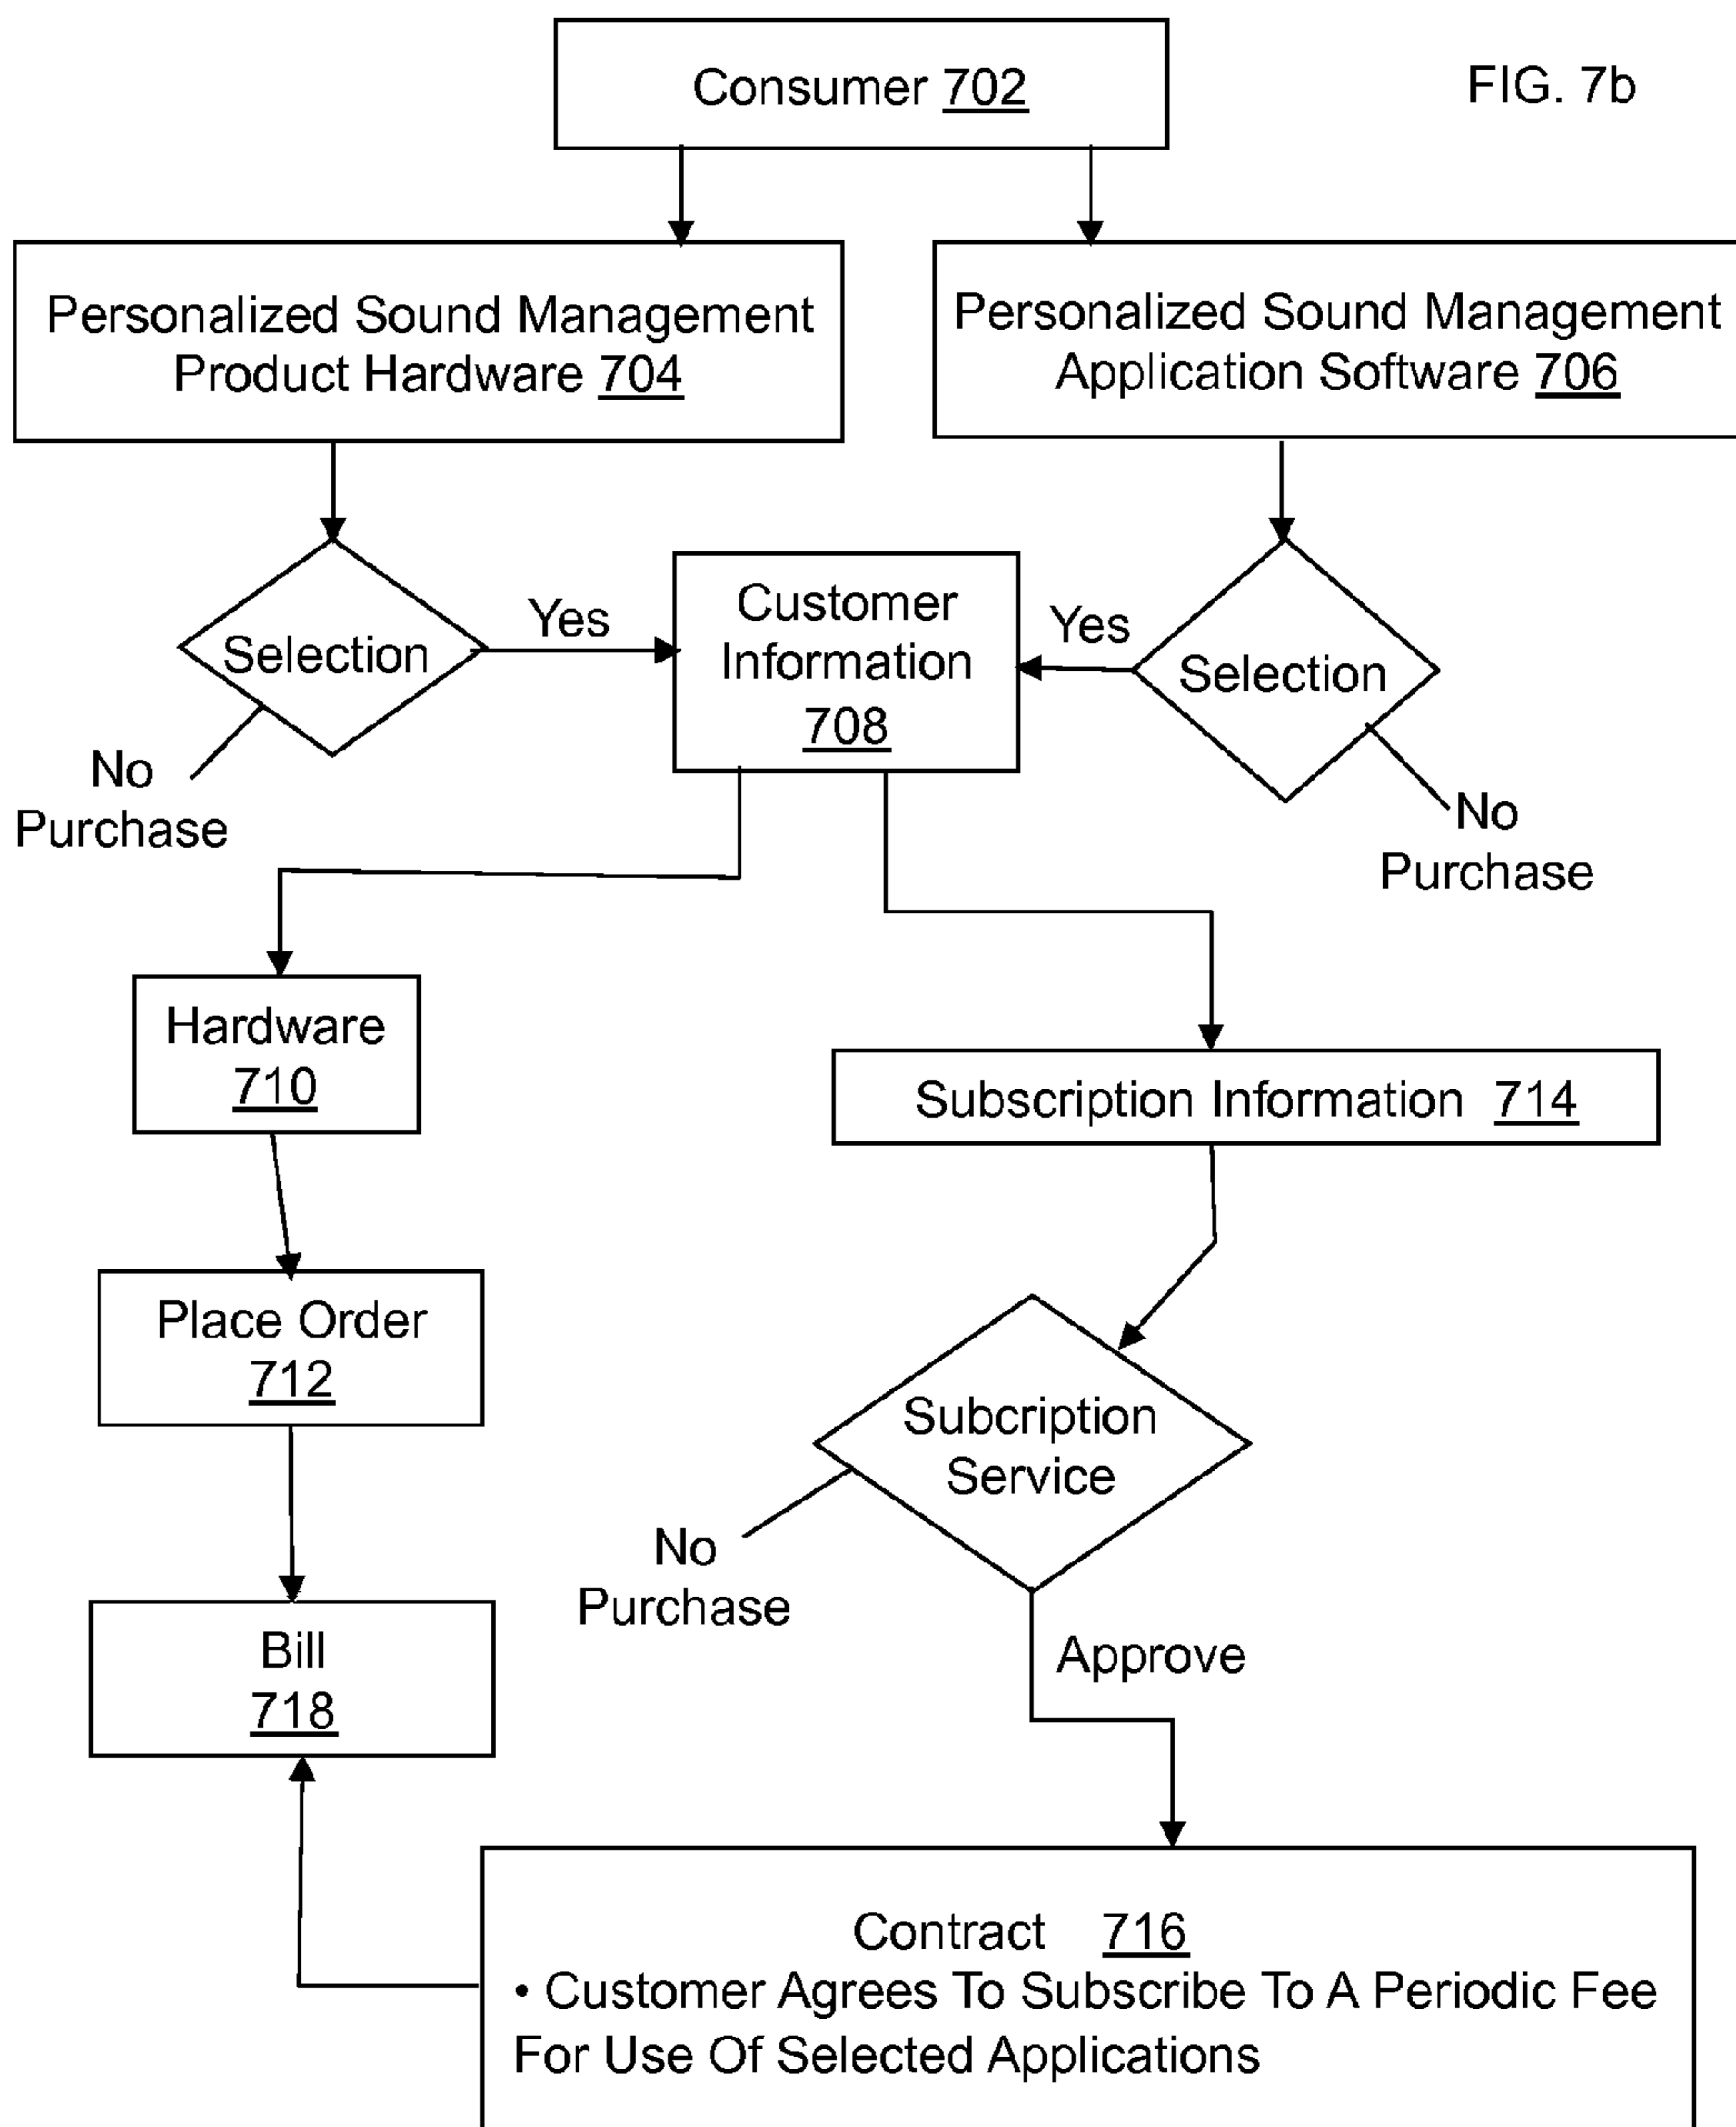 Consumer 702
FIG. 7b
Personalized Sound Management
Product Hardware 704
Personalized Sound Management
Application Software 706
Selection
Yes
Customer
Information
708
Yes
Selection
No
Purchase
No
Purchase
Hardware
710
Subscription Information 714
Place Order
712
Subcription
Service
No
Purchase
Approve
Bill
718
Contract 716
• Customer Agrees To Subscribe To A Periodic Fee
For Use Of Selected Applications